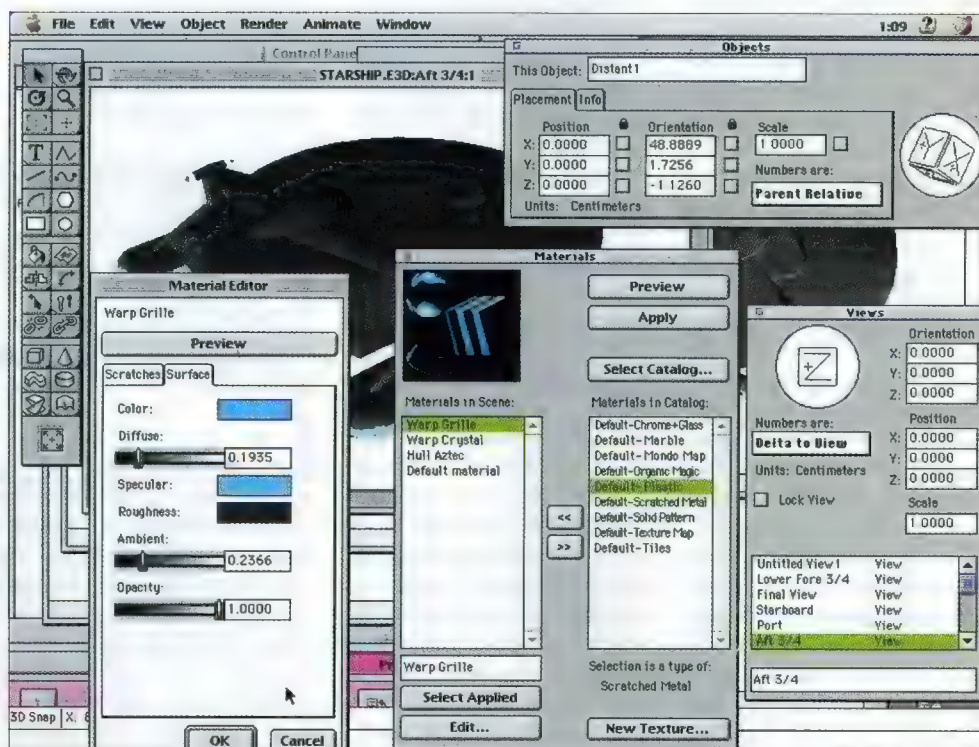 File Edit View Object Render Animate Window 1:09
Control Pane
STARSHIP.E3D:Aft 3/4:1
Objects
This Object: Distant1
Placement Info
Position Orientation Scale
X: 0.0000 48.8889 1.0000
Y: 0.0000 1.7256 Numbers are:
Z: 0.0000 -1.1260 Parent Relative
Units: Centimeters
Material Editor
Warp Grille
Preview
Scratches Surface
Color:
Diffuse:
0.1935
Specular:
Roughness:
Ambient:
0.2366
Opacity:
1.0000
OK Cancel
Materials
Preview
Apply
Select Catalog...
Materials in Scene:
Warp Grille
Warp Crystal
Hull Aztec
Default material
<<
>>
Materials in Catalog:
Default-Chrome+Glass
Default-Marble
Default-Mondo Map
Default-Organic Magic
Default-Plastic
Default-Scratched Metal
Default-Solid Pattern
Default-Texture Map
Default-Tiles
Warp Grille
Select Applied
Edit...
Selection is a type of:
Scratched Metal
New Texture...
Views
Orientation
X: 0.0000
Y: 0.0000
Z: 0.0000
Position
Numbers are:
Delta to View
X: 0.0000
Y: 0.0000
Z: 0.0000
Units: Centimeters
Lock View
Scale
1.0000
Untitled View1 View
Lower Fore 3/4 View
Final View View
Starboard View
Port View
Aft 3/4 View
Aft 3/4
3D Snap X: